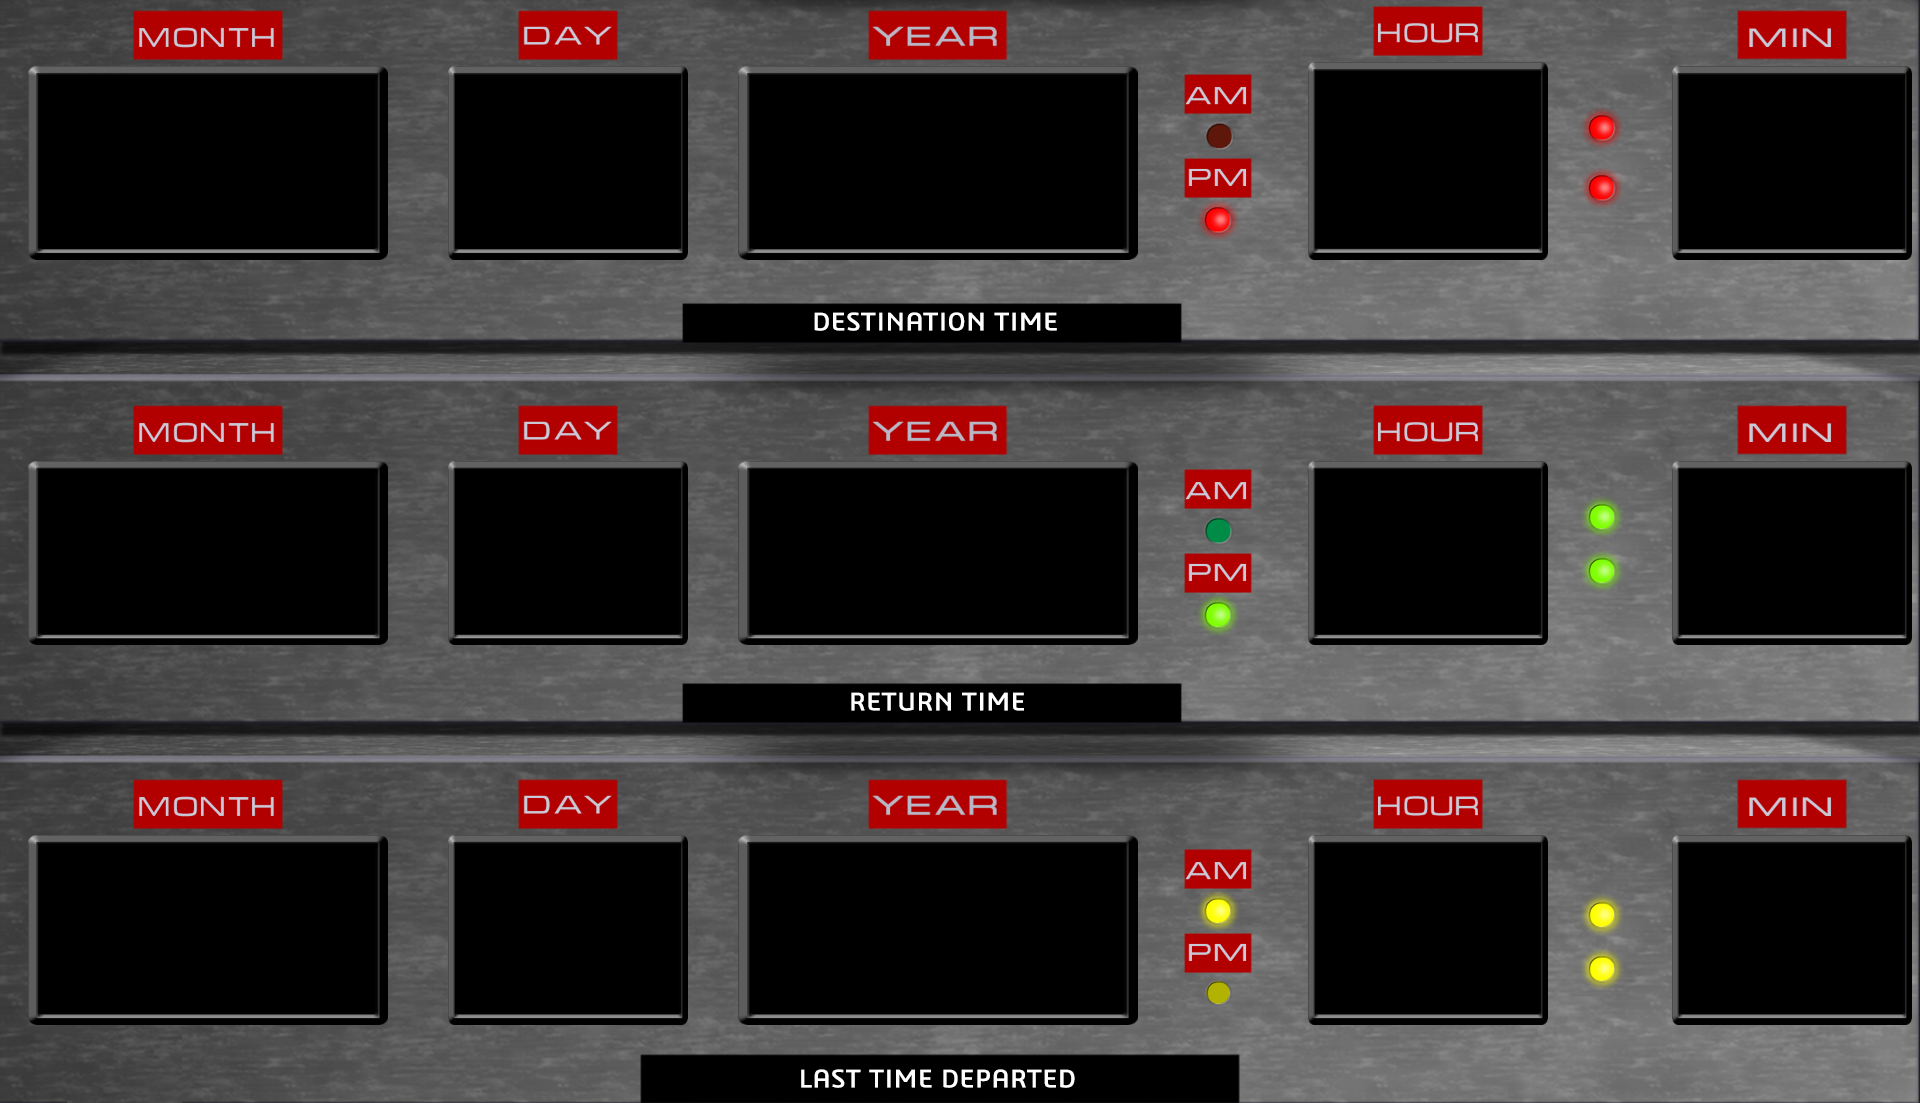 MONTH DAY YEAR HOUR MIN
AM
PM
DESTINATION TIME
MONTH DAY YEAR HOUR MIN
AM
PM
RETURN TIME
MONTH DAY YEAR HOUR MIN
AM
PM
LAST TIME DEPARTED